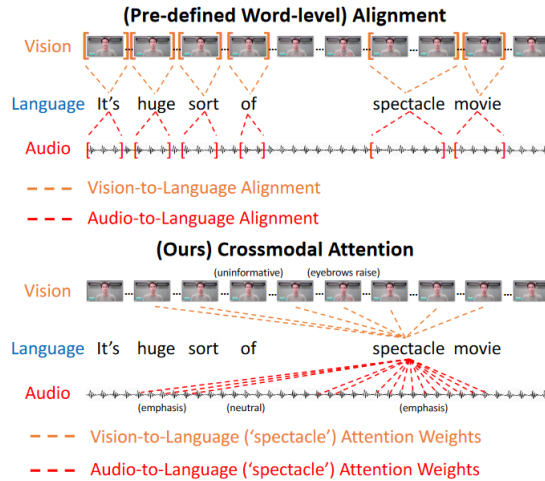 (Pre-defined Word-level) Alignment
Vision
Language It's huge sort of spectacle movie
Audio
Vision-to-Language Alignment
Audio-to-Language Alignment
(Ours) Crossmodal Attention
(uninformative) (eyebrows raise)
Vision
Language It's huge sort of spectacle movie
Audio
(emphasis) (neutral) (emphasis)
Vision-to-Language ('spectacle') Attention Weights
Audio-to-Language ('spectacle') Attention Weights